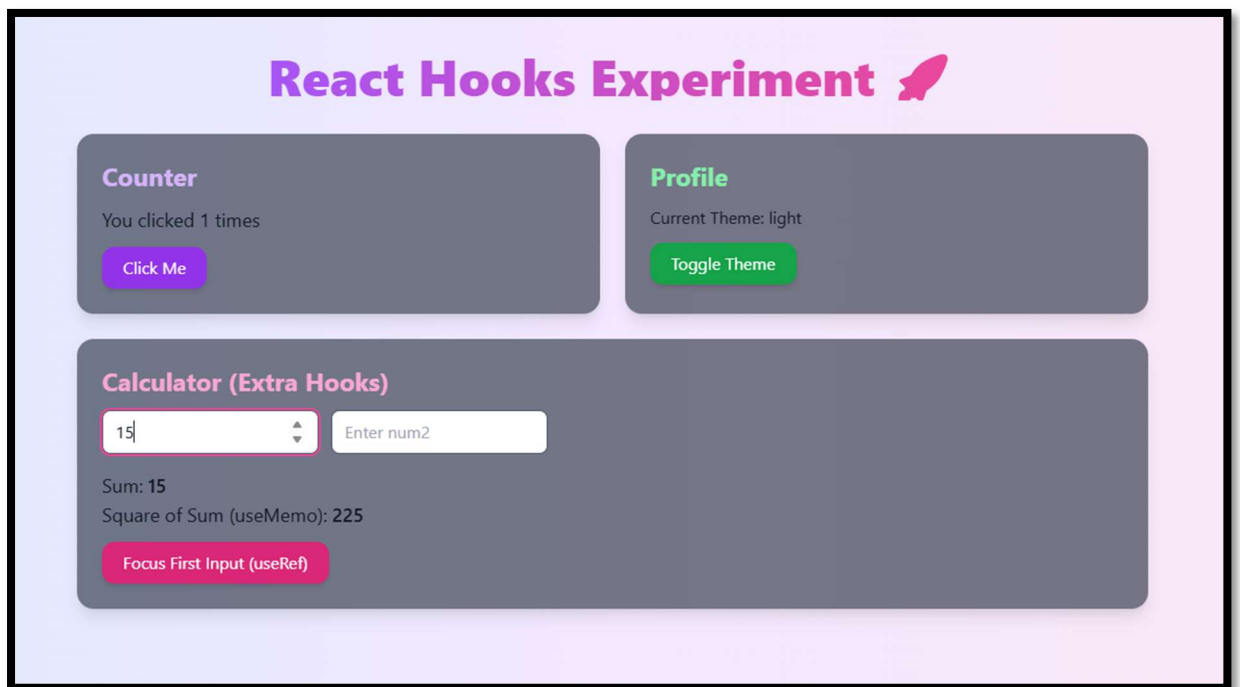 React Hooks Experiment 🚀
Counter
You clicked 1 times
Click Me
Profile
Current Theme: light
Toggle Theme
Calculator (Extra Hooks)
15
Enter num2
Sum: 15
Square of Sum (useMemo): 225
Focus First Input (useRef)